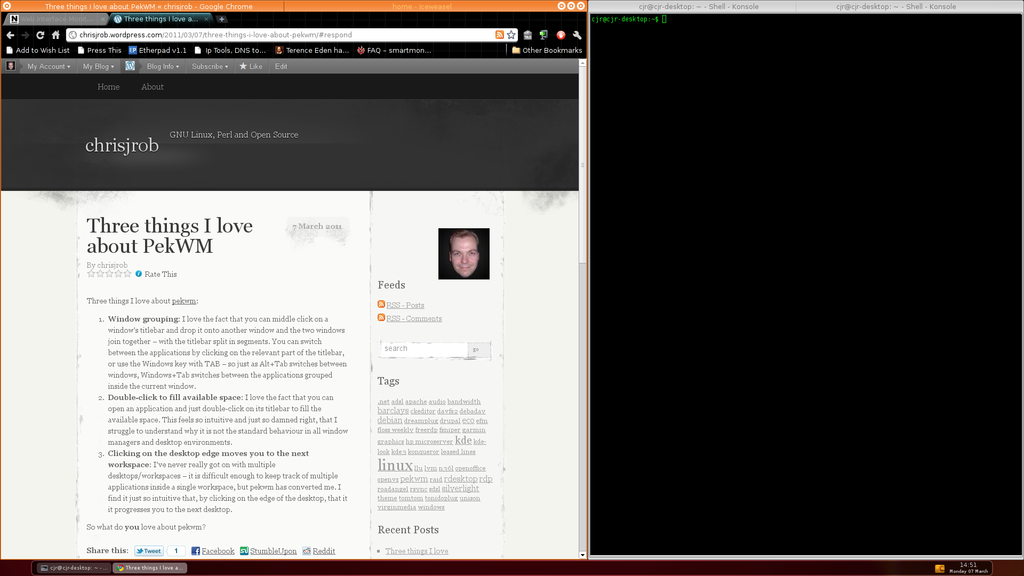 Three things I love about PekWM « chrisjrob - Google Chrome
home - Iceweasel
cjr@cjr-desktop: ~ - Shell - Konsole
cjr@cjr-desktop: ~ - Shell - Konsole
Three things I love a...
chrisjrob.wordpress.com/2011/03/07/three-things-i-love-about-pekwm/#respond
Add to Wish List
Press This
Etherpad v1.1
Ip Tools, DNS to...
Terence Eden ha...
FAQ – smartmon...
Other Bookmarks
cjr@cjr-desktop:~$
My Account
My Blog
Blog Info
Subscribe
Like
Edit
Home
About
chrisjrob
GNU Linux, Perl and Open Source
Three things I love
about PekWM
7 March 2011
By chrisjrob
Rate This
Three things I love about pekwm:
1. Window grouping: I love the fact that you can middle click on a
window's titlebar and drop it onto another window and the two windows
join together – with the titlebar split in segments. You can switch
between the applications by clicking on the relevant part of the titlebar,
or use the Windows key with TAB – so just as Alt+Tab switches between
windows, Windows+Tab switches between the applications grouped
inside the current window.
2. Double-click to fill available space: I love the fact that you can
open an application and just double-click on its titlebar to fill the
available space. This feels so intuitive and just so damned right, that I
struggle to understand why it is not the standard behaviour in all window
managers and desktop environments.
3. Clicking on the desktop edge moves you to the next
workspace: I've never really got on with multiple
desktops/workspaces – it is difficult enough to keep track of multiple
applications inside a single workspace, but pekwm has converted me. I
find it just so intuitive that, by clicking on the edge of the desktop, that it
it progresses you to the next desktop.
So what do you love about pekwm?
Share this:
Tweet
1
Facebook
StumbleUpon
Reddit
Feeds
RSS - Posts
RSS - Comments
search
go
Tags
.net adsl apache audio bandwidth
barclays ckeditor davfs2 debaday
debian dreamplug drupal eco efm
floss weekly freerdp fsniper garmin
graphics hp microserver kde kde-
look kde3 konqueror leased lines
linux llu lvm n30l openoffice
openvz pekwm raid rdesktop rdp
roadangel rsync sdsl silverlight
theme tomtom tonidoplug unison
virginmedia windows
Recent Posts
Three things I love
cjr@cjr-desktop: ~ -...
Three things I love a...
14:51
Monday 07 March